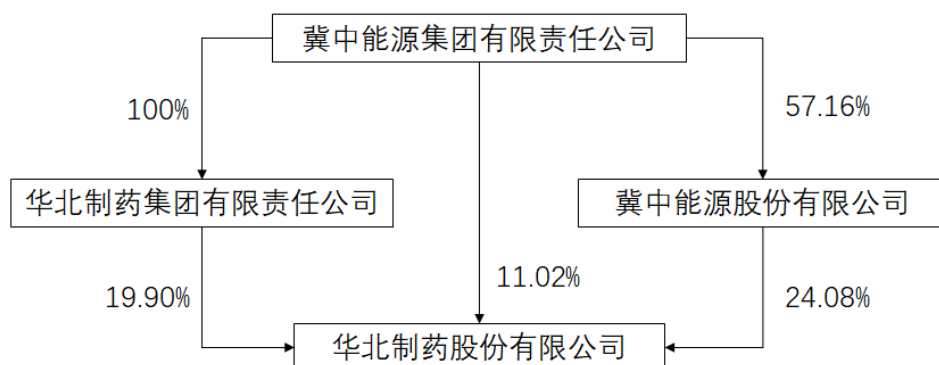 冀中能源集团有限责任公司
100%
57.16%
华北制药集团有限责任公司
冀中能源股份有限公司
19.90%
11.02%
24.08%
华北制药股份有限公司